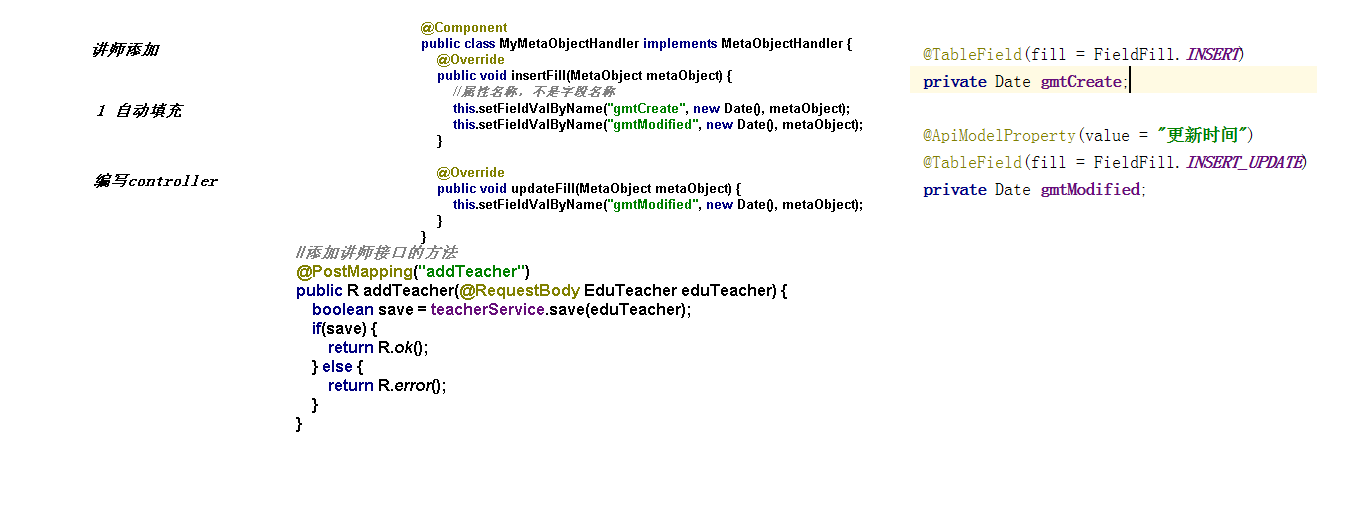 讲师添加
1 自动填充
编写controller
@Component
public class MyMetaObjectHandler implements MetaObjectHandler {
@Override
public void insertFill(MetaObject metaObject) {
//属性名称，不是字段名称
this.setFieldValByName("gmtCreate", new Date(), metaObject);
this.setFieldValByName("gmtModified", new Date(), metaObject);
}
@Override
public void updateFill(MetaObject metaObject) {
this.setFieldValByName("gmtModified", new Date(), metaObject);
}
}
@TableField(fill = FieldFill.INSERT)
private Date gmtCreate;
@ApiModelProperty(value = "更新时间")
@TableField(fill = FieldFill.INSERT_UPDATE)
private Date gmtModified;
//添加讲师接口的方法
@PostMapping("addTeacher")
public R addTeacher(@RequestBody EduTeacher eduTeacher) {
boolean save = teacherService.save(eduTeacher);
if(save) {
return R.ok();
} else {
return R.error();
}
}